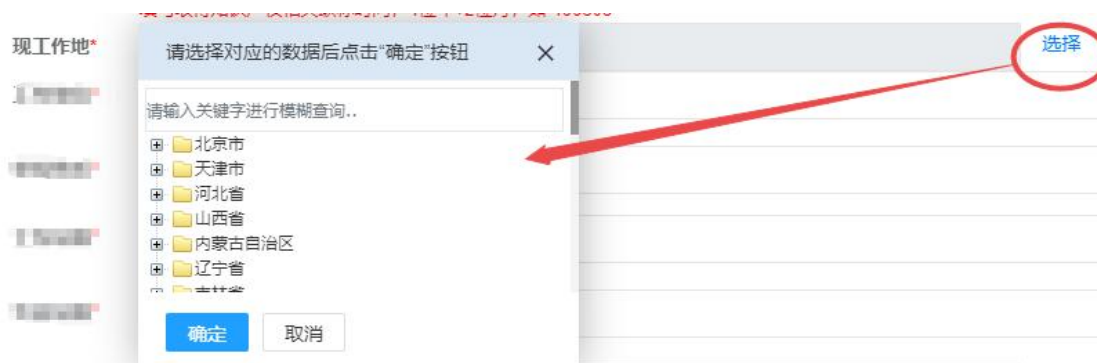 现工作地*
选择
请选择对应的数据后点击“确定”按钮
请输入关键字进行模糊查询..
北京市
天津市
河北省
山西省
内蒙古自治区
辽宁省
吉林省
确定
取消